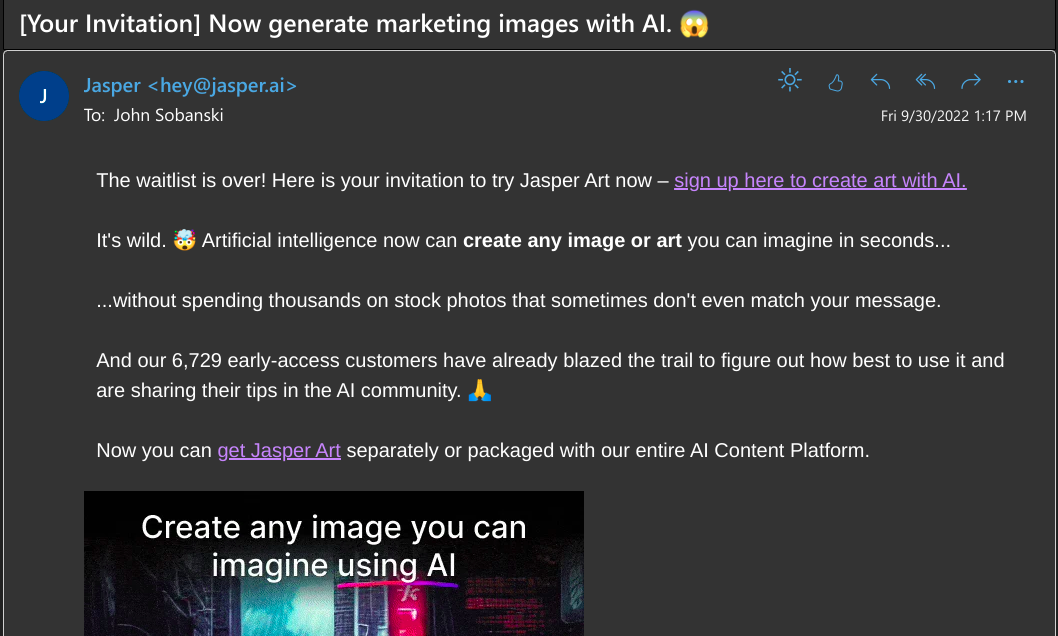 [Your Invitation] Now generate marketing images with AI. 😱
J
Jasper <hey@jasper.ai>
To: John Sobanski
Fri 9/30/2022 1:17 PM
The waitlist is over! Here is your invitation to try Jasper Art now – sign up here to create art with AI.
It's wild. 🤯 Artificial intelligence now can create any image or art you can imagine in seconds...
...without spending thousands on stock photos that sometimes don't even match your message.
And our 6,729 early-access customers have already blazed the trail to figure out how best to use it and
are sharing their tips in the AI community. 🙏
Now you can get Jasper Art separately or packaged with our entire AI Content Platform.
Create any image you can
imagine using AI